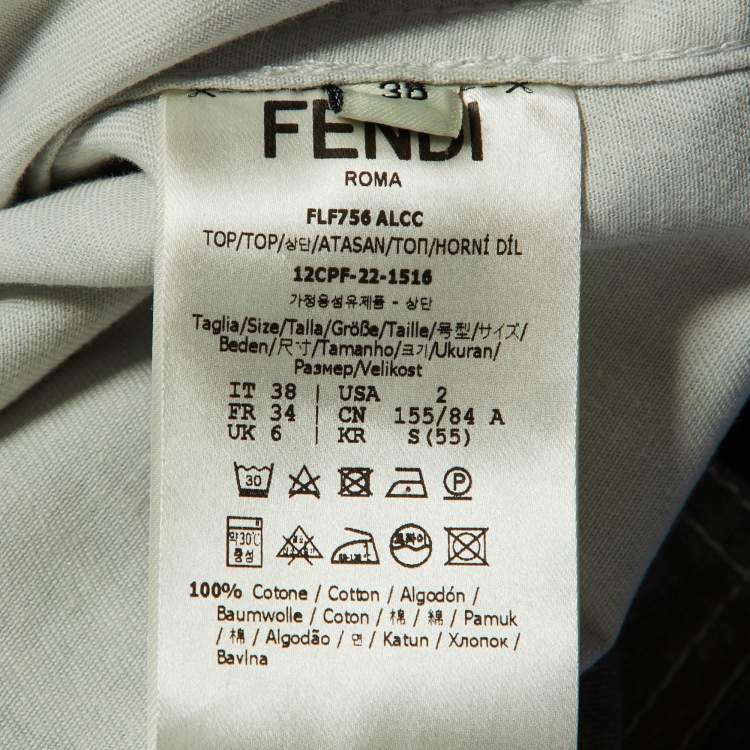 38
FENDI
ROMA
FLF756 ALCC
TOP/TOP/상단/ATASAN/ТОП/HORNÍ DÍL
12CPF-22-1516
가정용섬유제품 - 상단
Taglia/Size/Talla/Größe/Taille/号型/サイズ/
Beden/尺寸/Tamanho/크기/Ukuran/
Размер/Velikost
IT 38 | USA 2
FR 34 | CN 155/84 A
UK 6 | KR S(55)
30 P
약30℃
중성
드라이
100% Cotone / Cotton / Algodón /
Baumwolle / Coton / 棉 / 綿 / Pamuk
/ 棉 / Algodão / 면 / Katun / Хлопок /
Bavlna